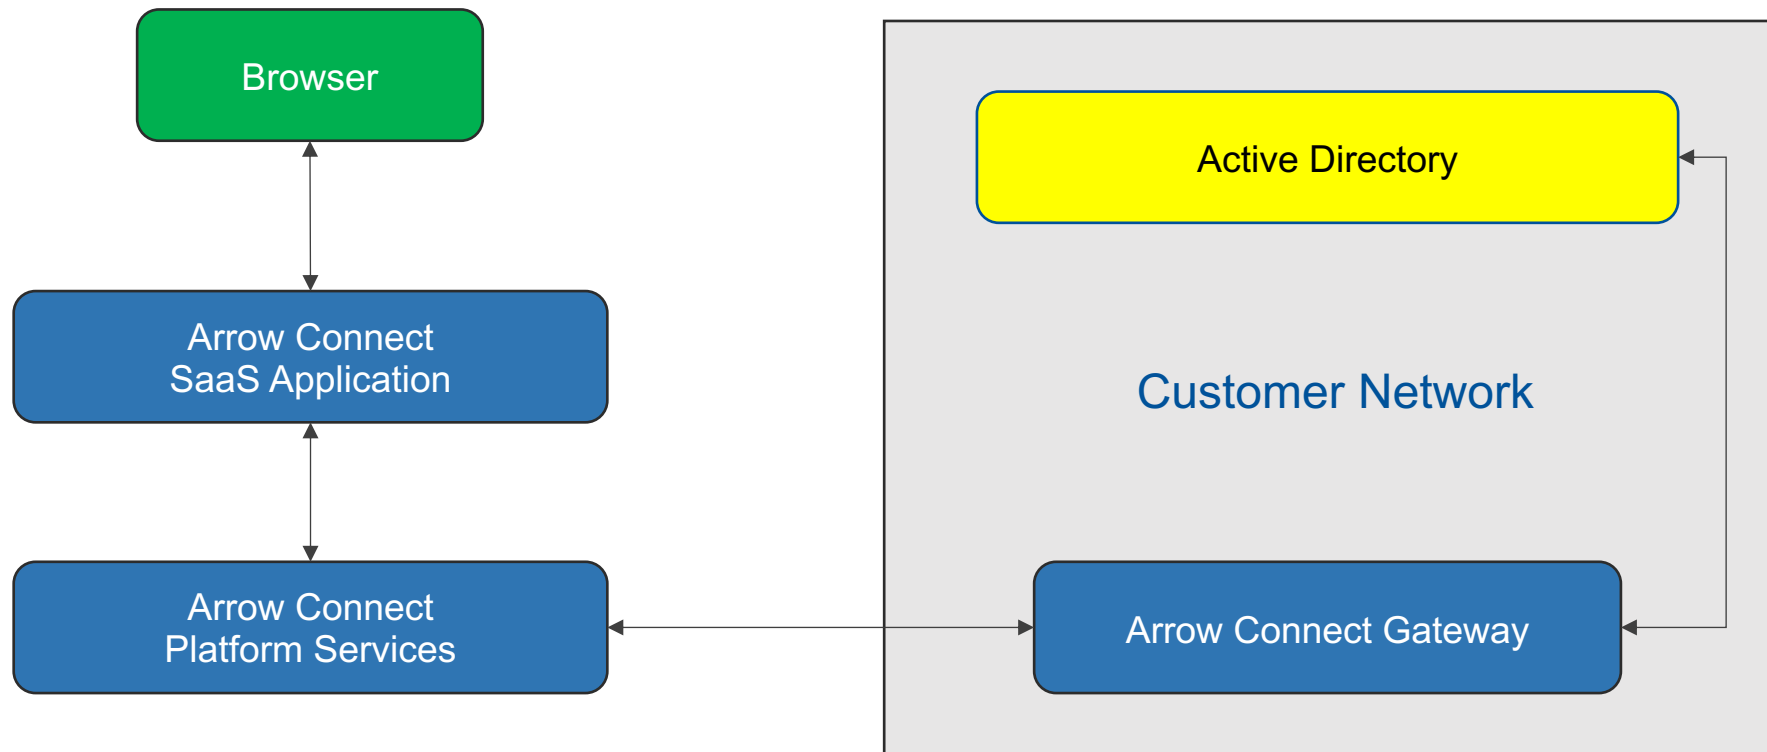 Browser
Active Directory
Arrow Connect
SaaS Application
Customer Network
Arrow Connect
Platform Services
Arrow Connect Gateway